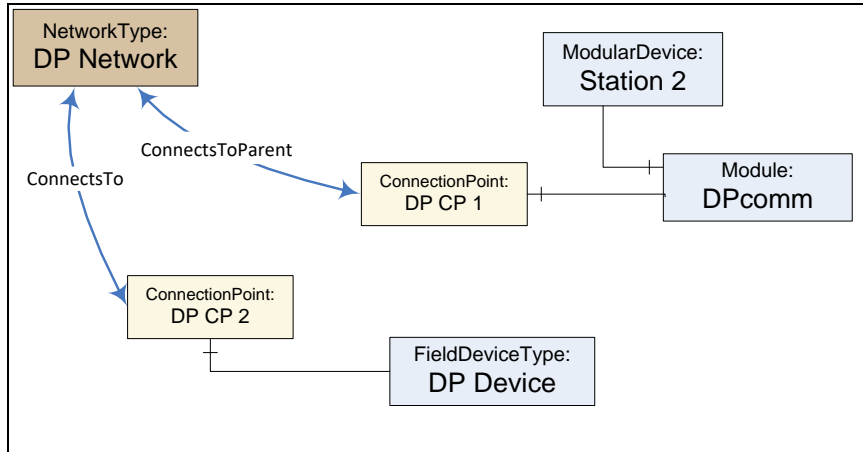 NetworkType:
DP Network
ModularDevice:
Station 2
ConnectsToParent
ConnectsTo
ConnectionPoint:
DP CP 1
Module:
DPcomm
ConnectionPoint:
DP CP 2
FieldDeviceType:
DP Device